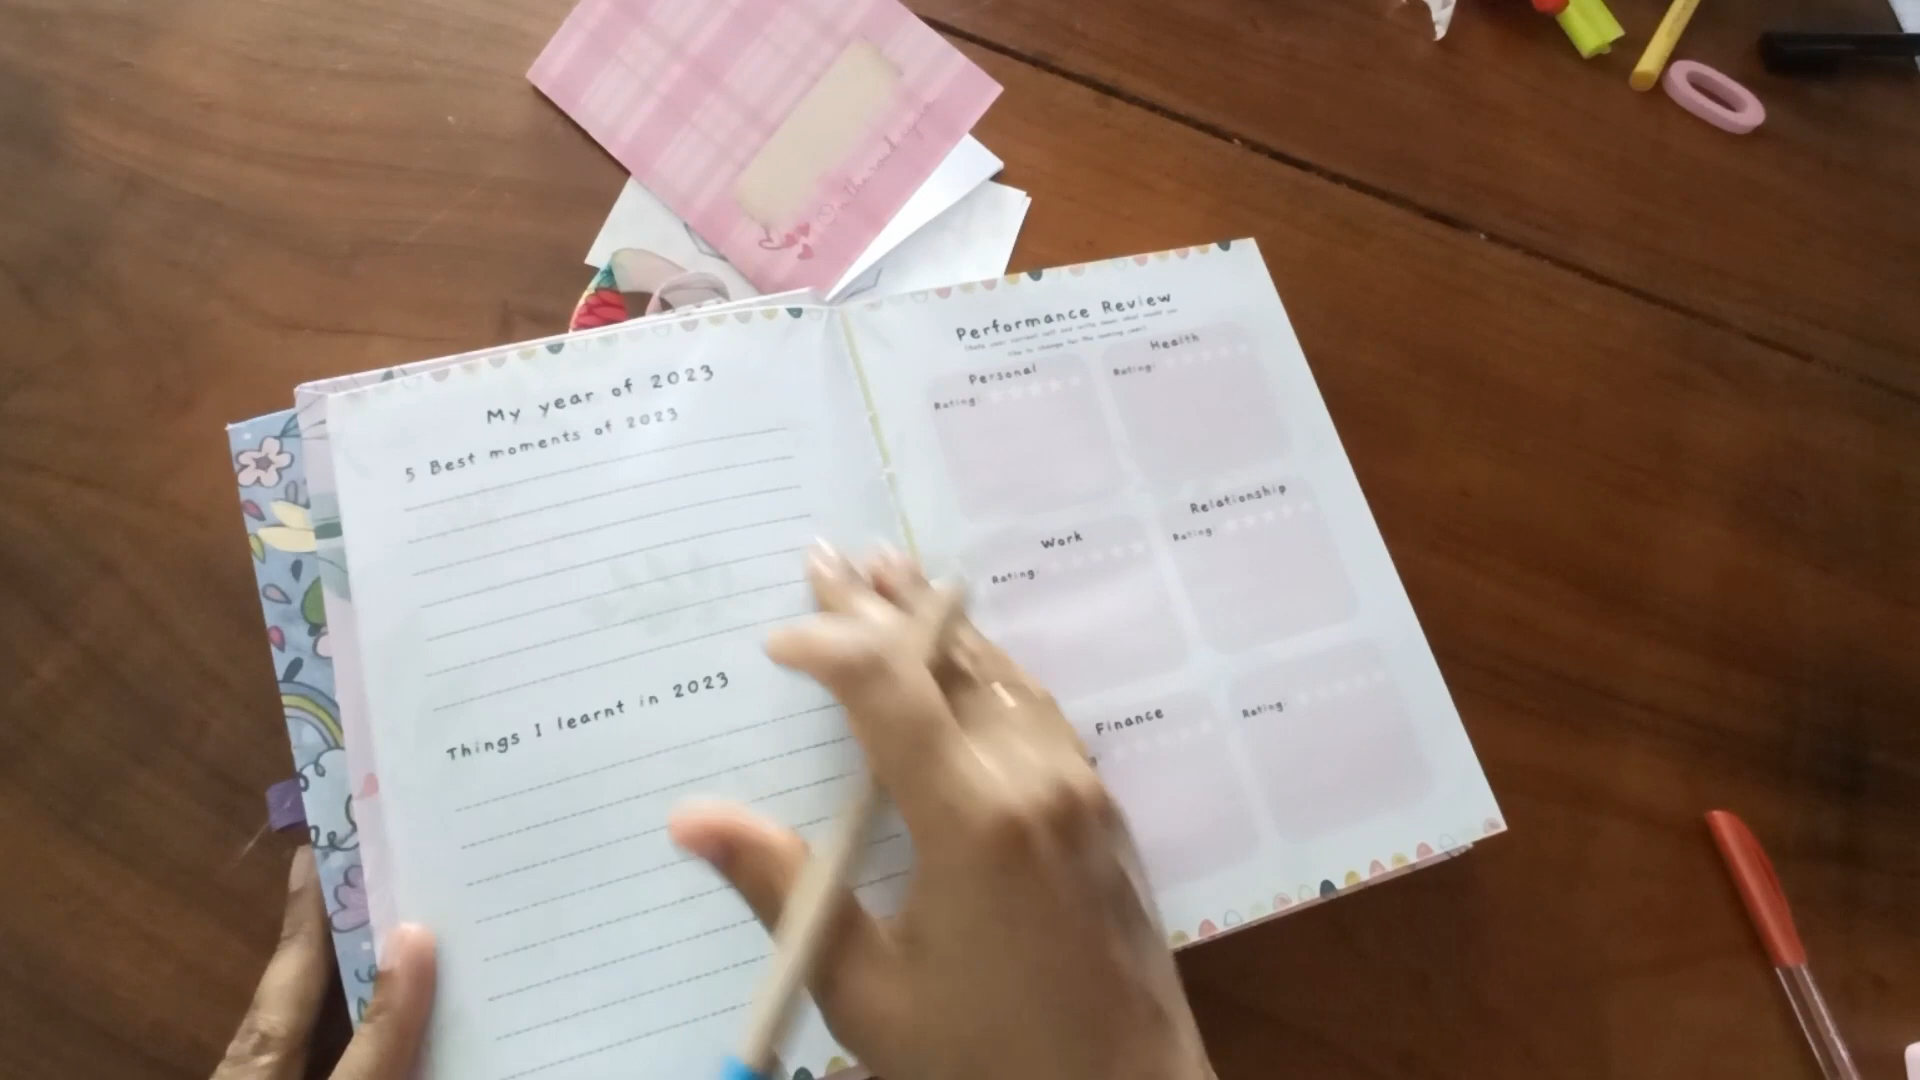 My year of 2023
5 Best moments of 2023
Things I learnt in 2023
Performance Review
Personal
Rating:
Health
Rating:
Work
Rating:
Relationship
Rating:
Finance
Rating: